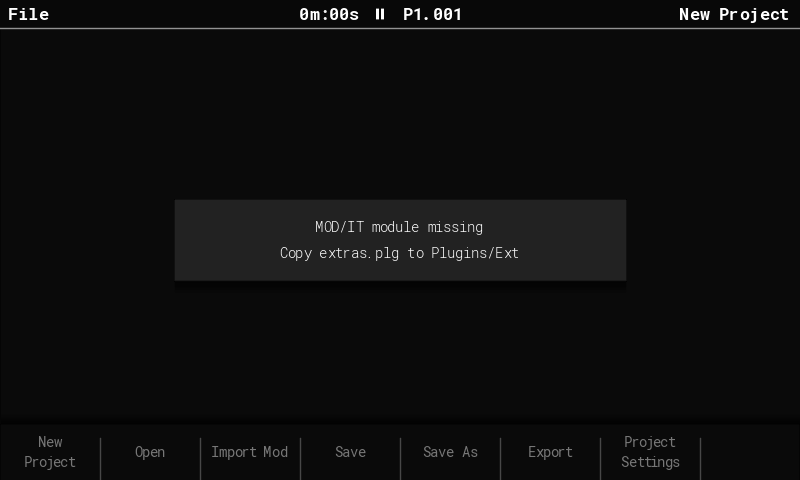 File
0m:00s
P1.001
New Project
MOD/IT module missing
Copy extras.plg to Plugins/Ext
New
Project
Open
Import Mod
Save
Save As
Export
Project
Settings